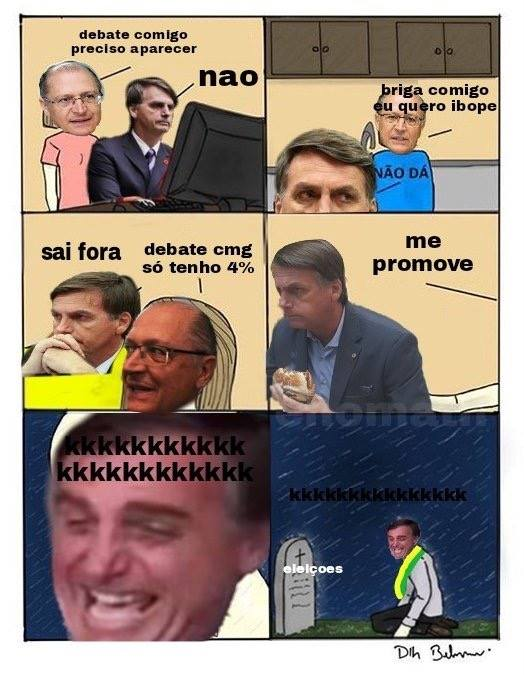 debate comigo
preciso aparecer
nao
briga comigo
eu quero ibope
NÃO DÁ
sai fora
debate cmg
só tenho 4%
me
promove
kkkkkkkkkkk
kkkkkkkkkkkk
kkkkkkkkkkkkkkk
eleiçoes